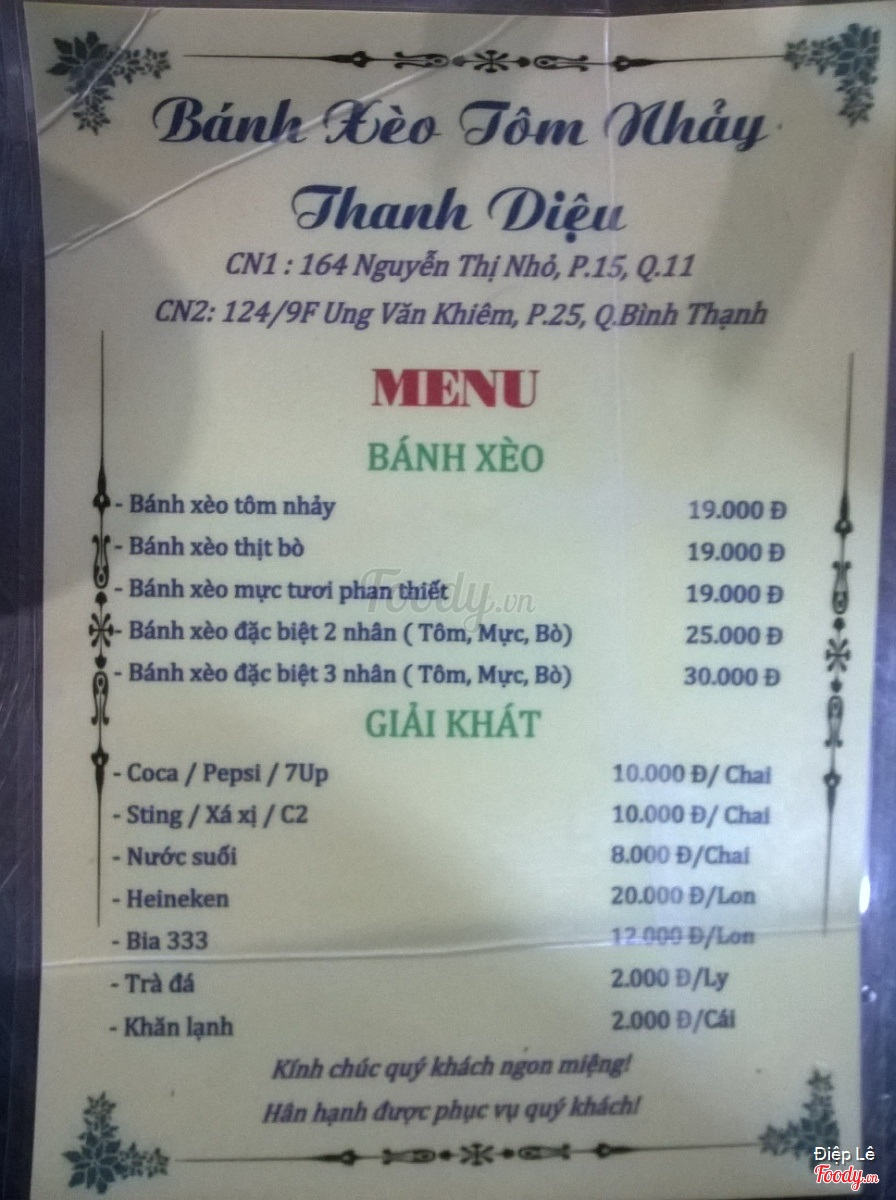 Bánh Xèo Tôm Nhảy
Thanh Diệu
CN1 : 164 Nguyễn Thị Nhỏ, P.15, Q.11
CN2: 124/9F Ung Văn Khiêm, P.25, Q.Bình Thạnh
MENU
BÁNH XÈO
- Bánh xèo tôm nhảy 19.000 Đ
- Bánh xèo thịt bò 19.000 Đ
- Bánh xèo mực tươi phan thiết 19.000 Đ
Foody.vn
- Bánh xèo đặc biệt 2 nhân ( Tôm, Mực, Bò) 25.000 Đ
- Bánh xèo đặc biệt 3 nhân ( Tôm, Mực, Bò) 30.000 Đ
GIẢI KHÁT
- Coca / Pepsi / 7Up 10.000 Đ/ Chai
- Sting / Xá xị / C2 10.000 Đ/ Chai
- Nước suối 8.000 Đ/Chai
- Heineken 20.000 Đ/Lon
- Bia 333 12.000 Đ/Lon
- Trà đá 2.000 Đ/Ly
- Khăn lạnh 2.000 Đ/Cái
Kính chúc quý khách ngon miệng!
Hân hạnh được phục vụ quý khách!
Điệp Lê
Foody.vn